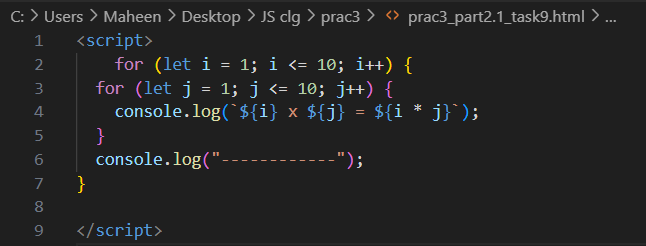 C: > Users > Maheen > Desktop > JS clg > prac3 > <> prac3_part2.1_task9.html > ...
1 <script>
2     for (let i = 1; i <= 10; i++) {
3   for (let j = 1; j <= 10; j++) {
4     console.log(`${i} x ${j} = ${i * j}`);
5   }
6   console.log("------------");
7 }
8
9 </script>